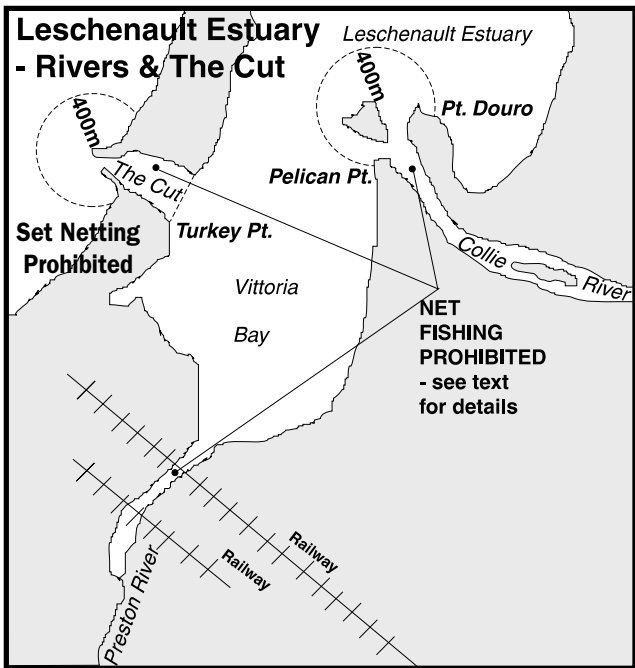 Leschenault Estuary
- Rivers & The Cut
Leschenault Estuary
400m
400m
Pt. Douro
The Cut
Pelican Pt.
Set Netting
Prohibited
Turkey Pt.
Collie
River
Vittoria
Bay
NET
FISHING
PROHIBITED
- see text
for details
Railway
Railway
Preston River